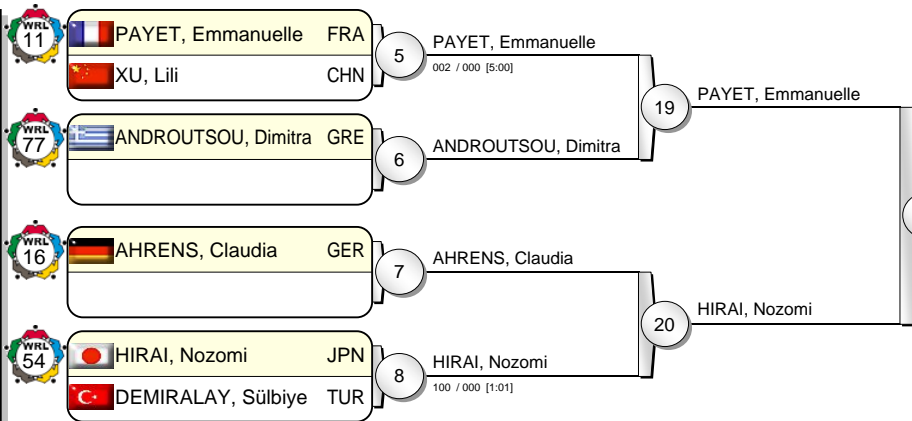 WRL
11
PAYET, Emmanuelle FRA
XU, Lili CHN
5
PAYET, Emmanuelle
002 / 000 [5:00]
WRL
77
ANDROUTSOU, Dimitra GRE
6
ANDROUTSOU, Dimitra
19
PAYET, Emmanuelle
WRL
16
AHRENS, Claudia GER
7
AHRENS, Claudia
WRL
54
HIRAI, Nozomi JPN
DEMIRALAY, Sülbiye TUR
8
HIRAI, Nozomi
100 / 000 [1:01]
20
HIRAI, Nozomi